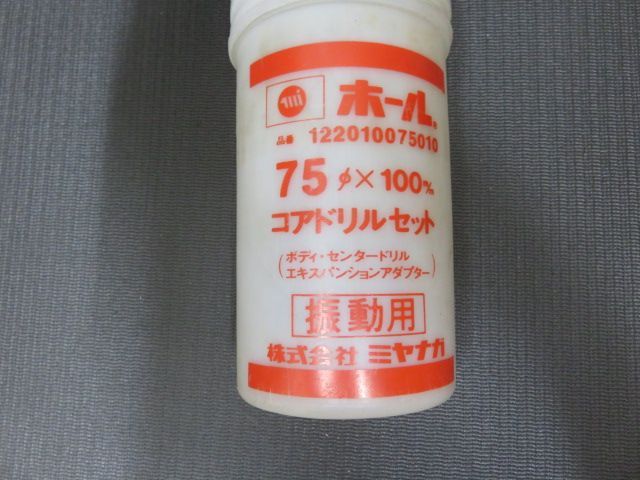 mi ホール®
品番 122010075010
75φ×100㎜
コアドリルセット
(ボディ・センタードリル
エキスパンションアダプター)
振動用
株式会社 ミヤナガ